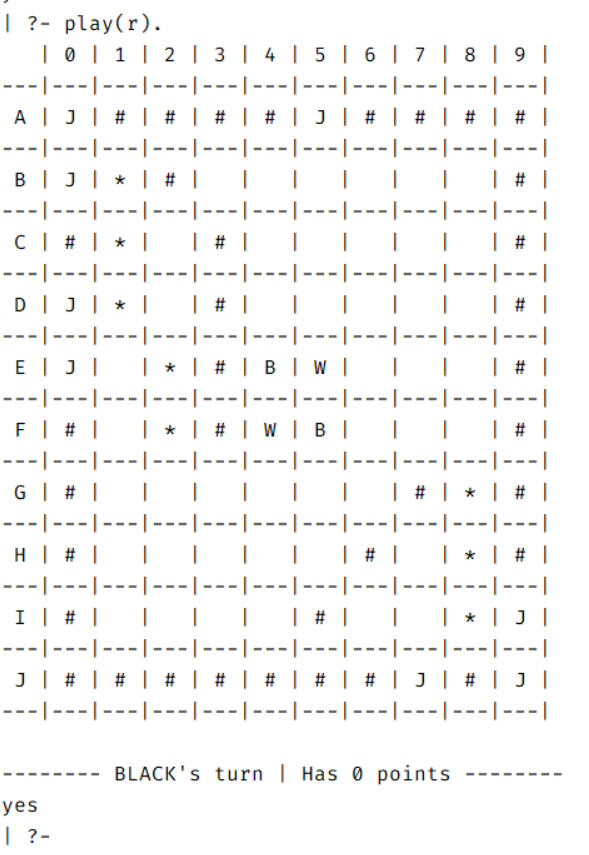 | ?- play(r).
   | 0 | 1 | 2 | 3 | 4 | 5 | 6 | 7 | 8 | 9 |
---|---|---|---|---|---|---|---|---|---|---|
 A | J | # | # | # | # | J | # | # | # | # |
---|---|---|---|---|---|---|---|---|---|---|
 B | J | * | # |   |   |   |   |   |   | # |
---|---|---|---|---|---|---|---|---|---|---|
 C | # | * |   | # |   |   |   |   |   | # |
---|---|---|---|---|---|---|---|---|---|---|
 D | J | * |   | # |   |   |   |   |   | # |
---|---|---|---|---|---|---|---|---|---|---|
 E | J |   | * | # | B | W |   |   |   | # |
---|---|---|---|---|---|---|---|---|---|---|
 F | # |   | * | # | W | B |   |   |   | # |
---|---|---|---|---|---|---|---|---|---|---|
 G | # |   |   |   |   |   |   | # | * | # |
---|---|---|---|---|---|---|---|---|---|---|
 H | # |   |   |   |   |   | # |   | * | # |
---|---|---|---|---|---|---|---|---|---|---|
 I | # |   |   |   |   | # |   |   | * | J |
---|---|---|---|---|---|---|---|---|---|---|
 J | # | # | # | # | # | # | # | J | # | J |
---|---|---|---|---|---|---|---|---|---|---|
-------- BLACK's turn | Has 0 points --------
yes
| ?-